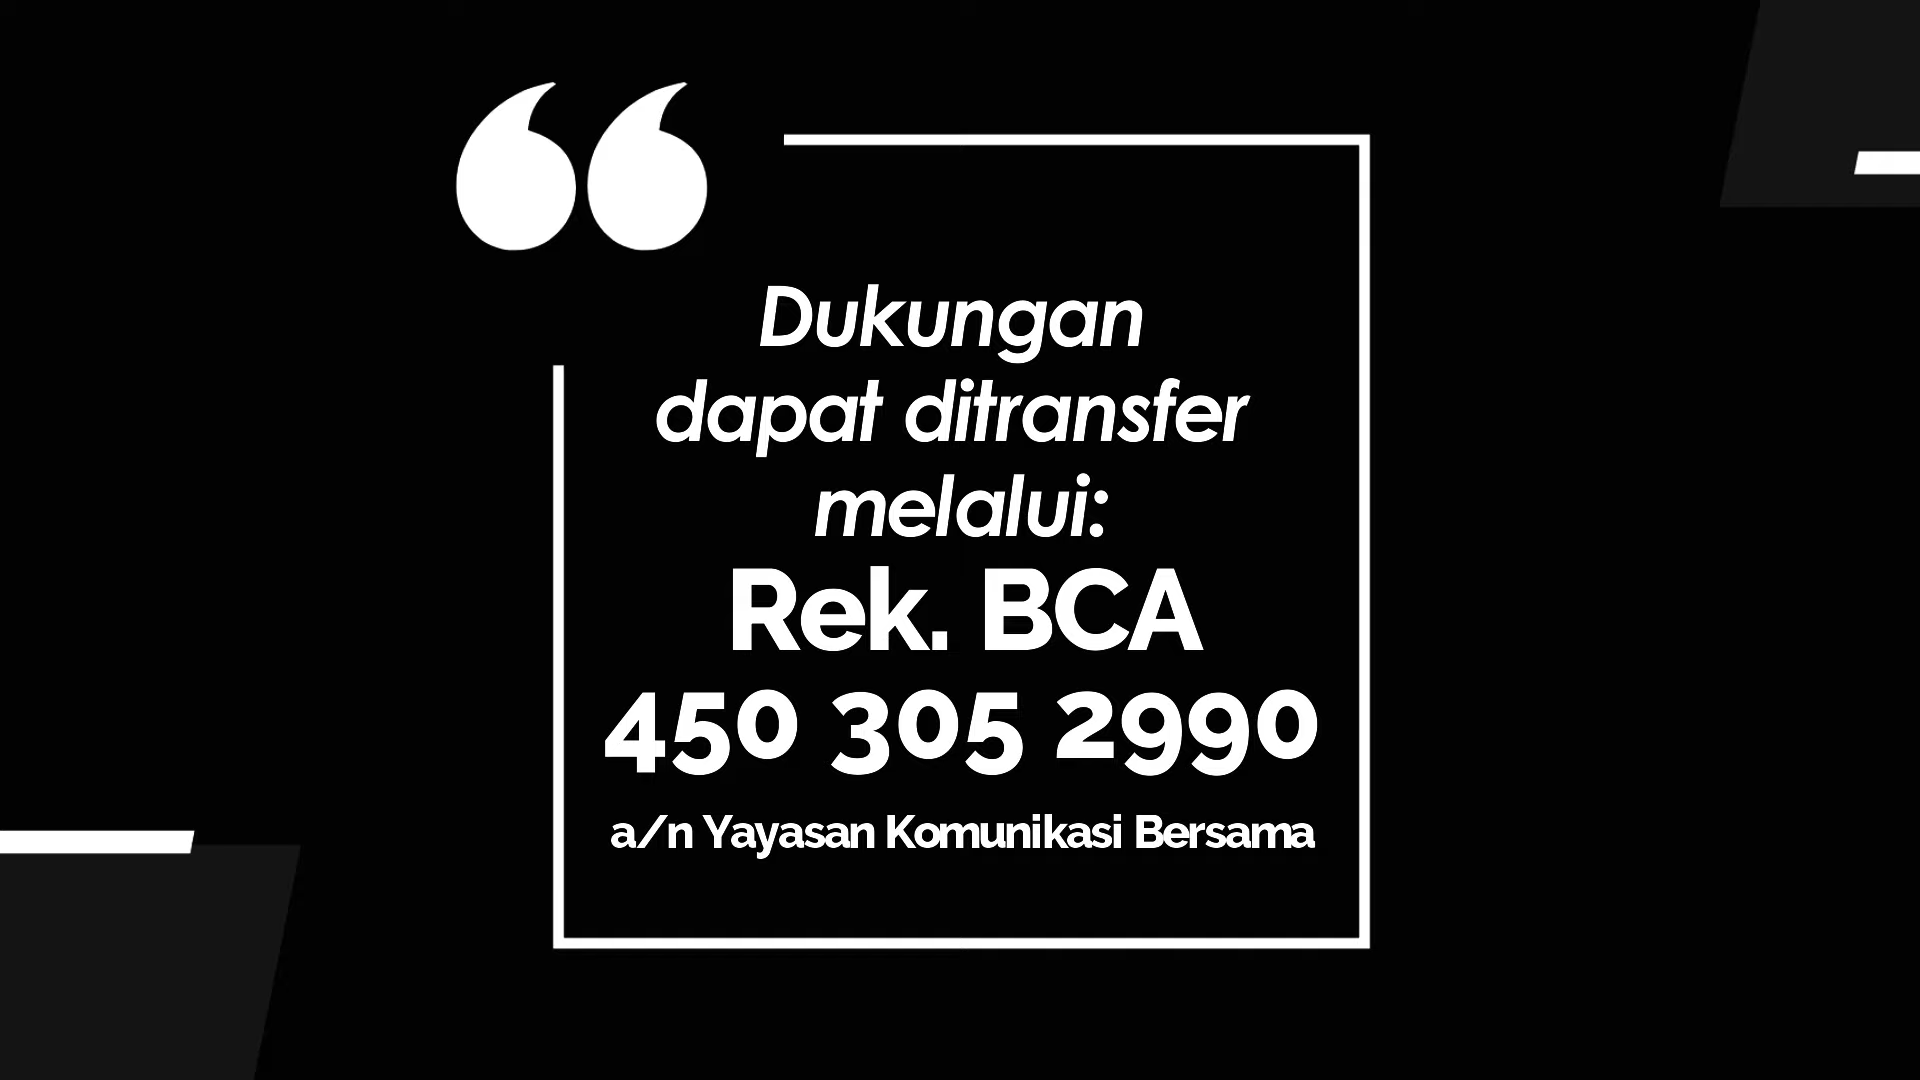 Dukungan
dapat ditransfer
melalui:
Rek. BCA
450 305 2990
a/n Yayasan Komunikasi Bersama